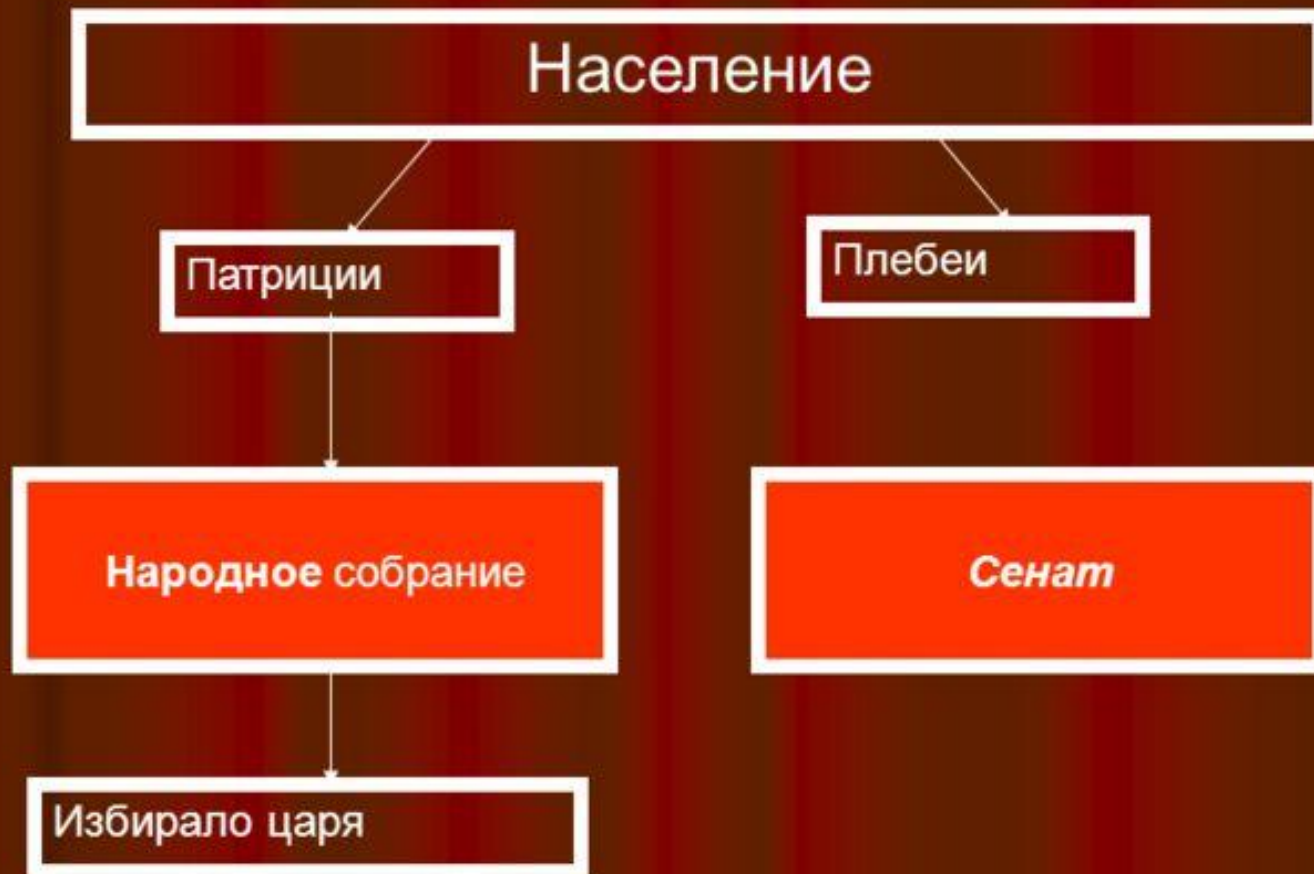 Население
Патриции
Плебеи
Народное собрание
Сенат
Избирало царя